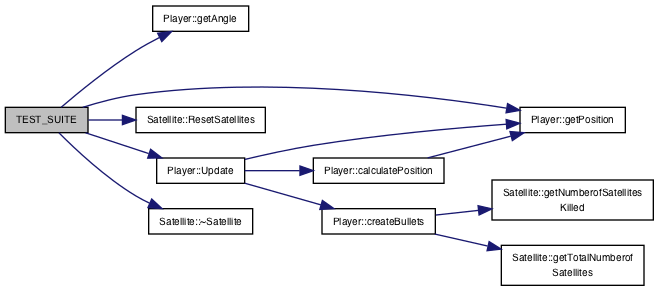 Player::getAngle
TEST_SUITE
Satellite::ResetSatellites
Player::getPosition
Player::Update
Player::calculatePosition
Satellite::~Satellite
Player::createBullets
Satellite::getNumberofSatellites
Killed
Satellite::getTotalNumberof
Satellites